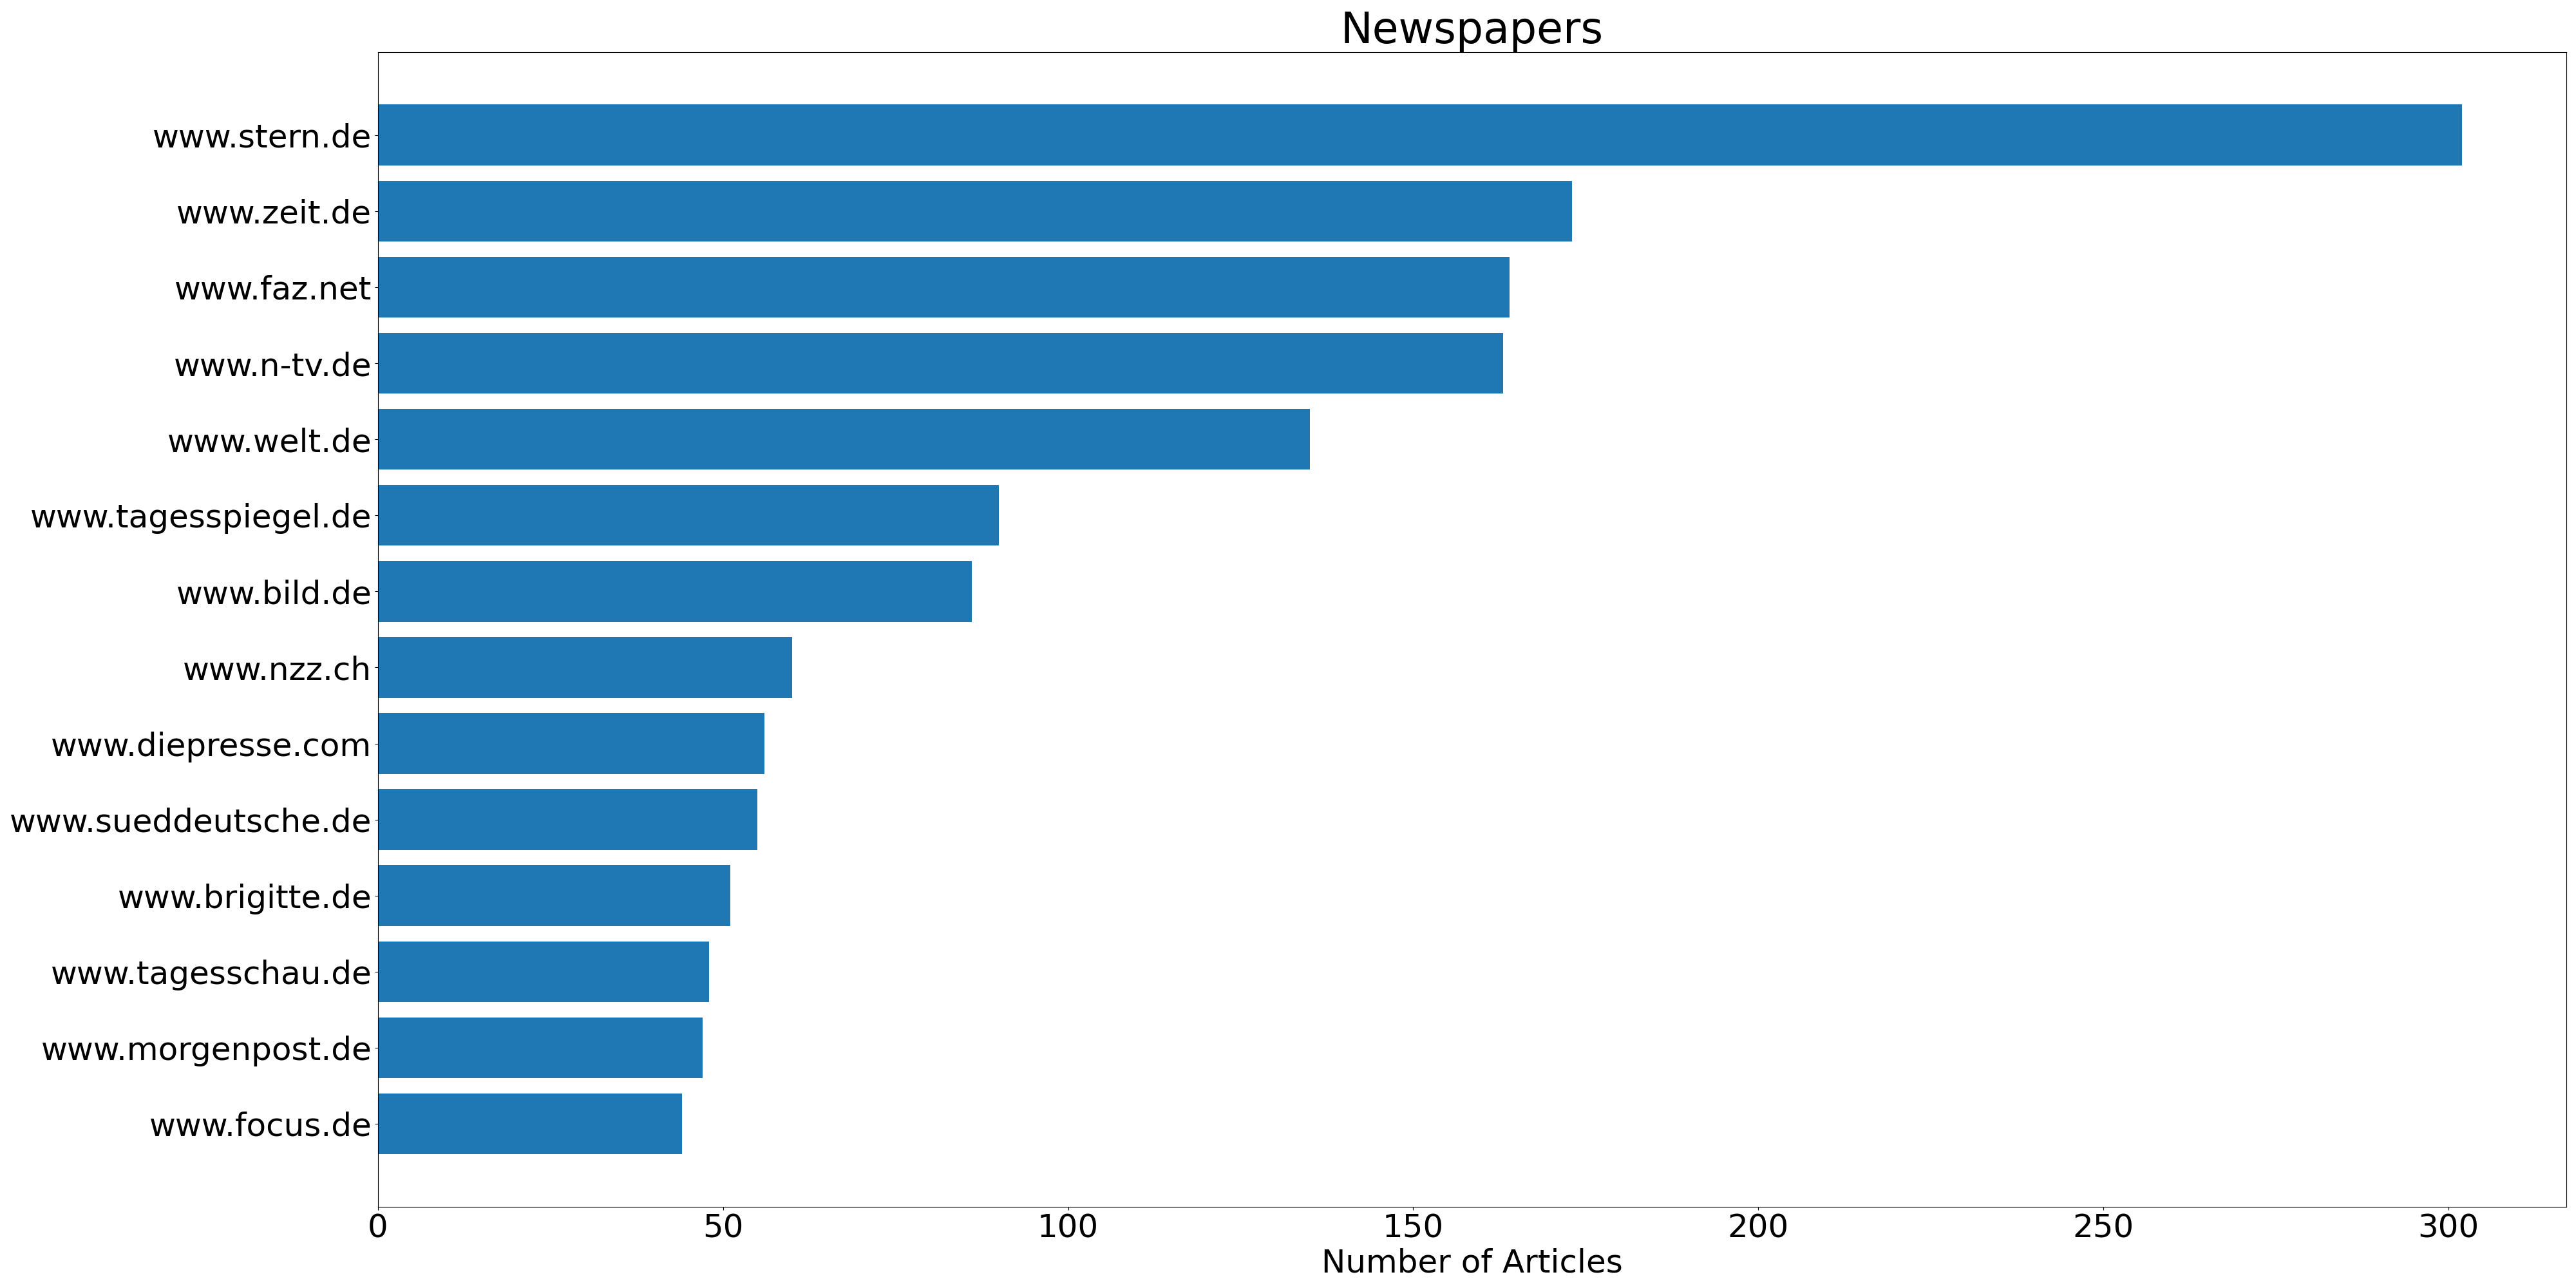 Newspapers
www.stern.de
www.zeit.de
www.faz.net
www.n-tv.de
www.welt.de
www.tagesspiegel.de
www.bild.de
www.nzz.ch
www.diepresse.com
www.sueddeutsche.de
www.brigitte.de
www.tagesschau.de
www.morgenpost.de
www.focus.de
0 50 100 150 200 250 300
Number of Articles